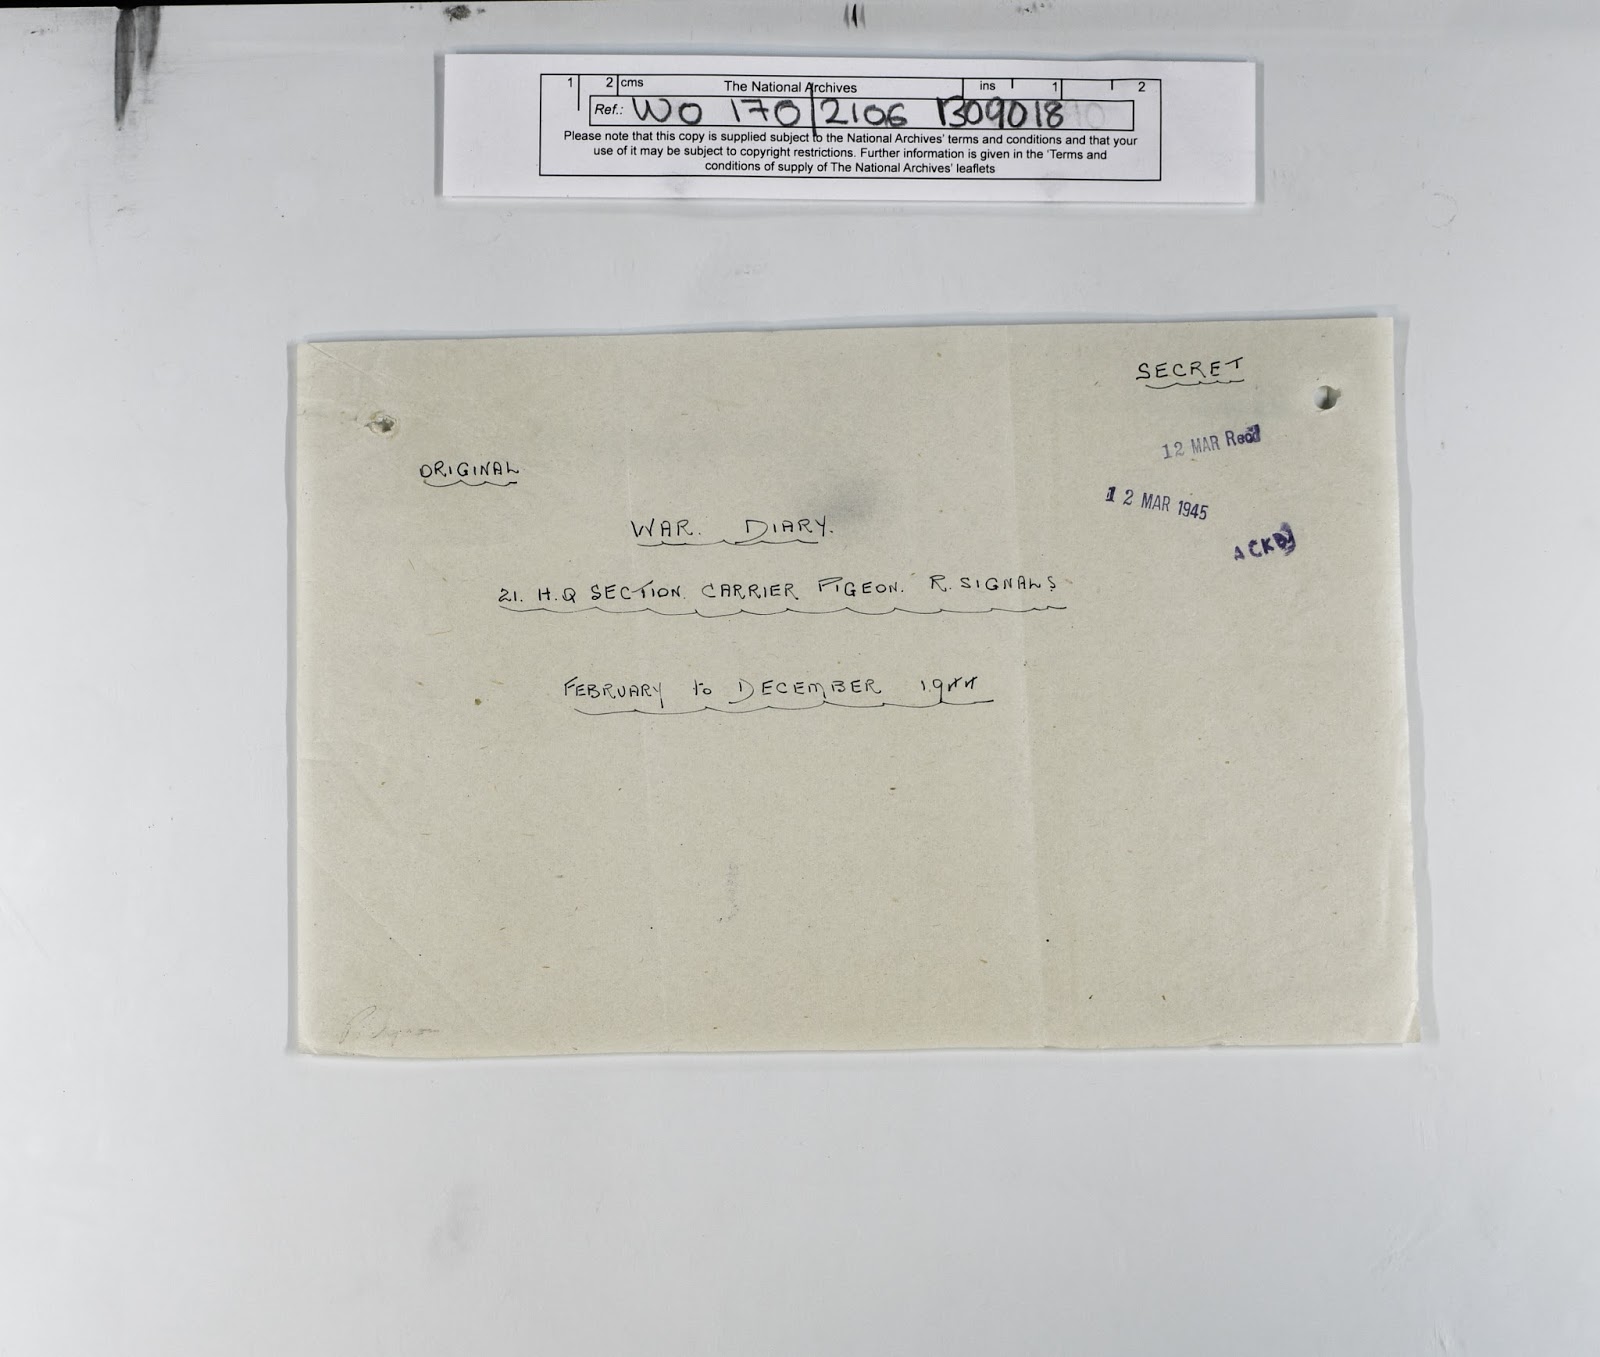 1 2 cms The National Archives ins 1 2
Ref.: WO 170/2106 1309018
Please note that this copy is supplied subject to the National Archives' terms and conditions and that your
use of it may be subject to copyright restrictions. Further information is given in the 'Terms and
conditions of supply of The National Archives' leaflets
SECRET
12 MAR Recd
ORIGINAL
12 MAR 1945
WAR. DIARY.
ACKD
21. H.Q SECTION. CARRIER PIGEON. R. SIGNALS
FEBRUARY to DECEMBER 1944